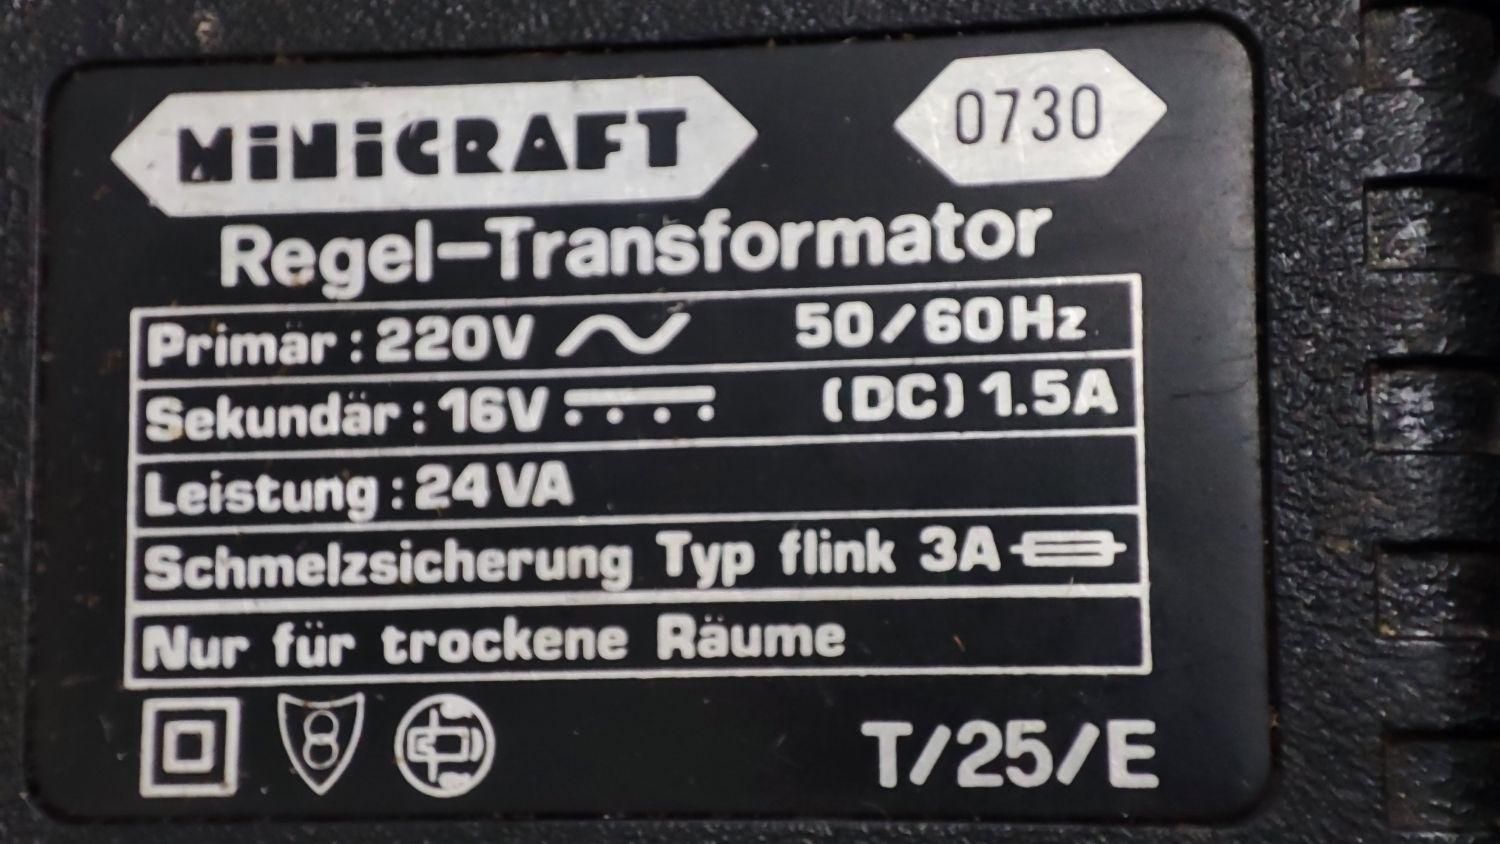 MiNiCRAFT
0730
Regel-Transformator
Primär: 220V 50/60Hz
Sekundär: 16V (DC) 1.5A
Leistung: 24VA
Schmelzsicherung Typ flink 3A
Nur für trockene Räume
8
T/25/E